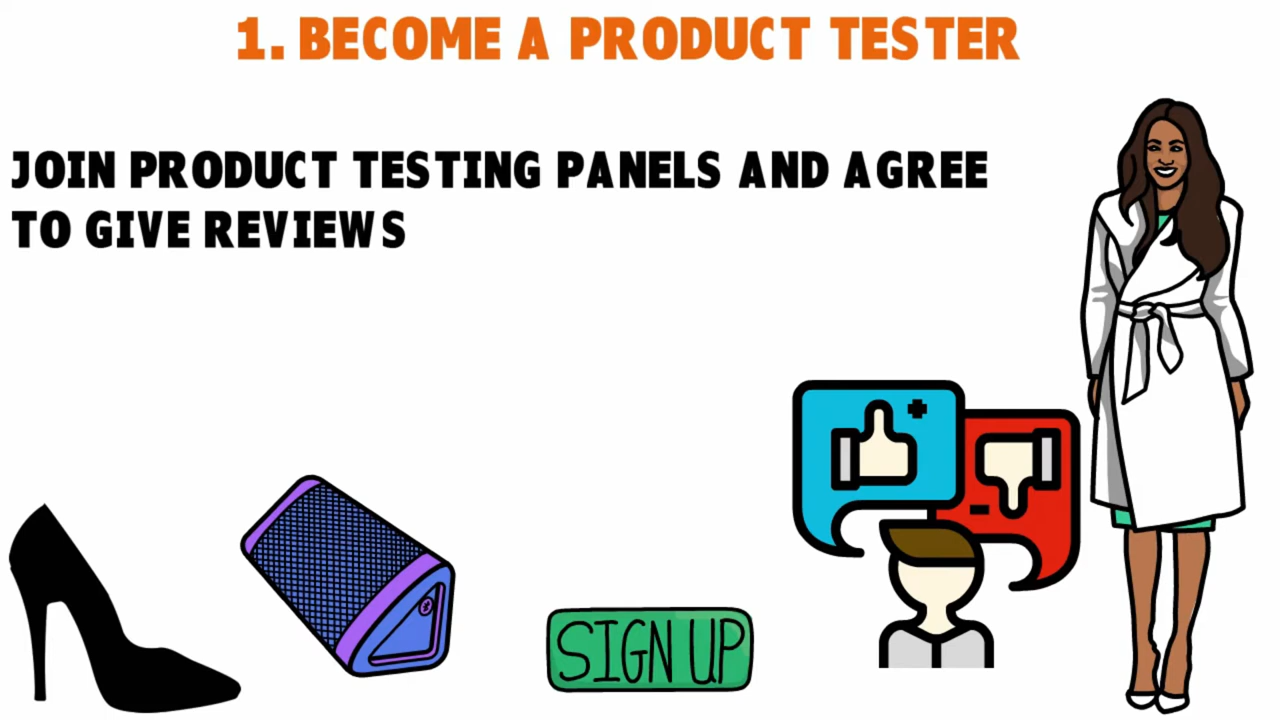 1. BECOME A PRODUCT TESTER
JOIN PRODUCT TESTING PANELS AND AGREE
TO GIVE REVIEWS
SIGN UP